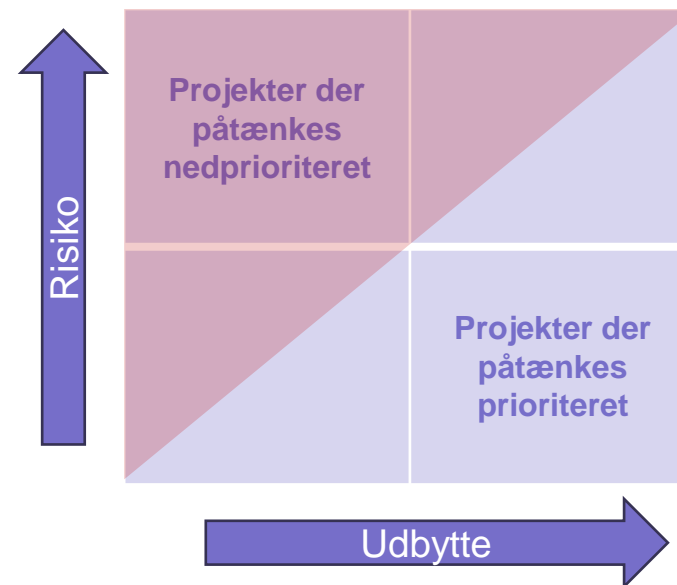 Projekter der
påtænkes
nedprioriteret
Risiko
Projekter der
påtænkes
prioriteret
Udbytte